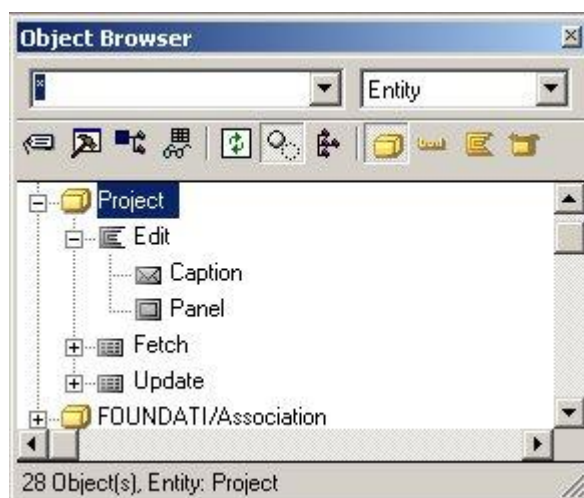 Object Browser
*
Entity
Project
Edit
Caption
Panel
Fetch
Update
FOUNDATI/Association
28 Object(s), Entity: Project